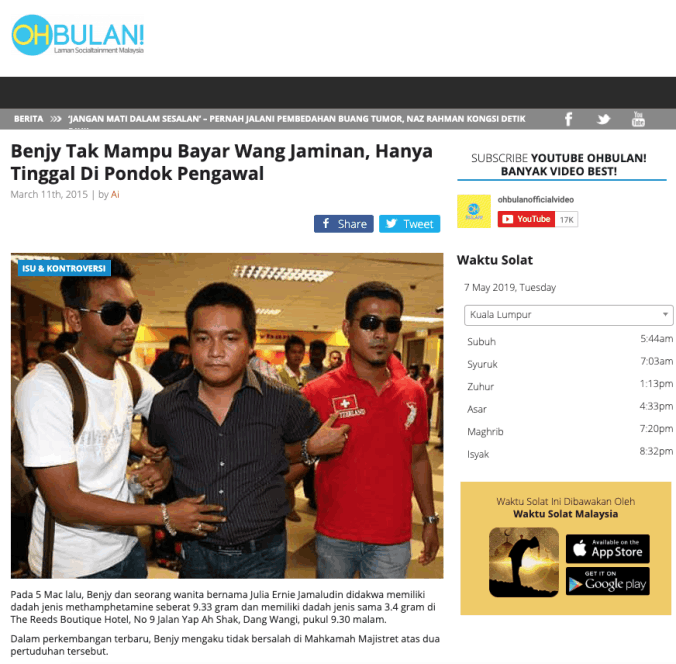 OHBULAN!
Laman Socialtainment Malaysia
BERITA
'JANGAN MATI DALAM SESALAN' – PERNAH JALANI PEMBEDAHAN BUANG TUMOR, NAZ RAHMAN KONGSI DETIK
You
Tube
Benjy Tak Mampu Bayar Wang Jaminan, Hanya
Tinggal Di Pondok Pengawal
March 11th, 2015 | by Ai
Share
Tweet
ISU & KONTROVERSI
Pada 5 Mac lalu, Benjy dan seorang wanita bernama Julia Ernie Jamaludin didakwa memiliki
dadah jenis methamphetamine seberat 9.33 gram dan memiliki dadah jenis sama 3.4 gram di
The Reeds Boutique Hotel, No 9 Jalan Yap Ah Shak, Dang Wangi, pukul 9.30 malam.
Dalam perkembangan terbaru, Benjy mengaku tidak bersalah di Mahkamah Majistret atas dua
pertuduhan tersebut.
SUBSCRIBE YOUTUBE OHBULAN!
BANYAK VIDEO BEST!
OH
BULAN!
ohbulanofficialvideo
YouTube
17K
Waktu Solat
7 May 2019, Tuesday
Kuala Lumpur
Subuh 5:44am
Syuruk 7:03am
Zuhur 1:13pm
Asar 4:33pm
Maghrib 7:20pm
Isyak 8:32pm
Waktu Solat Ini Dibawakan Oleh
Waktu Solat Malaysia
Available on the
App Store
GET IT ON
Google play